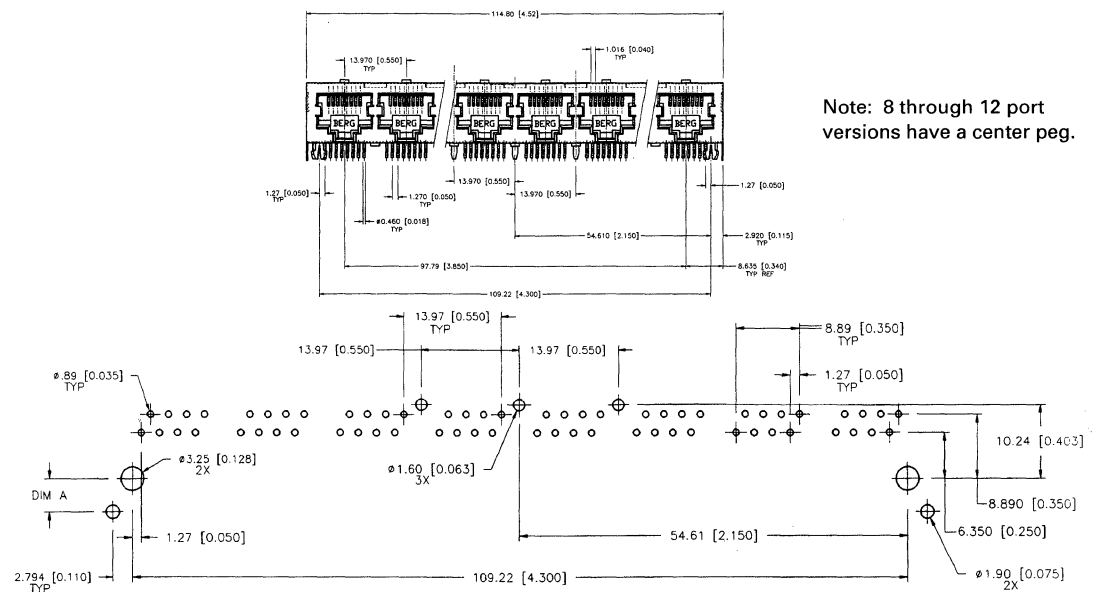 114.80 [4.52]
13.970 [0.550]
TYP
1.016 [0.040]
TYP
BERG
BERG
BERG
BERG
BERG
BERG
Note: 8 through 12 port
versions have a center peg.
1.27 [0.050]
TYP
1.270 [0.050]
TYP
13.970
[0.550]
13.970 [0.550]
1.27 [0.050]
ø0.460 [0.018]
TYP
54.610 [2.150]
2.920 [0.115]
TYP
97.79 [3.850]
8.635 [0.340]
TYP REF
109.22 [4.300]
13.97 [0.550]
TYP
8.89 [0.350]
TYP
13.97 [0.550]
13.97 [0.550]
ø.89 [0.035]
TYP
1.27 [0.050]
TYP
10.24 [0.403]
ø3.25 [0.128]
2X
ø1.60 [0.063]
3X
DIM A
8.890 [0.350]
1.27 [0.050]
54.61 [2.150]
6.350 [0.250]
2.794 [0.110]
TYP
109.22 [4.300]
ø1.90 [0.075]
2X